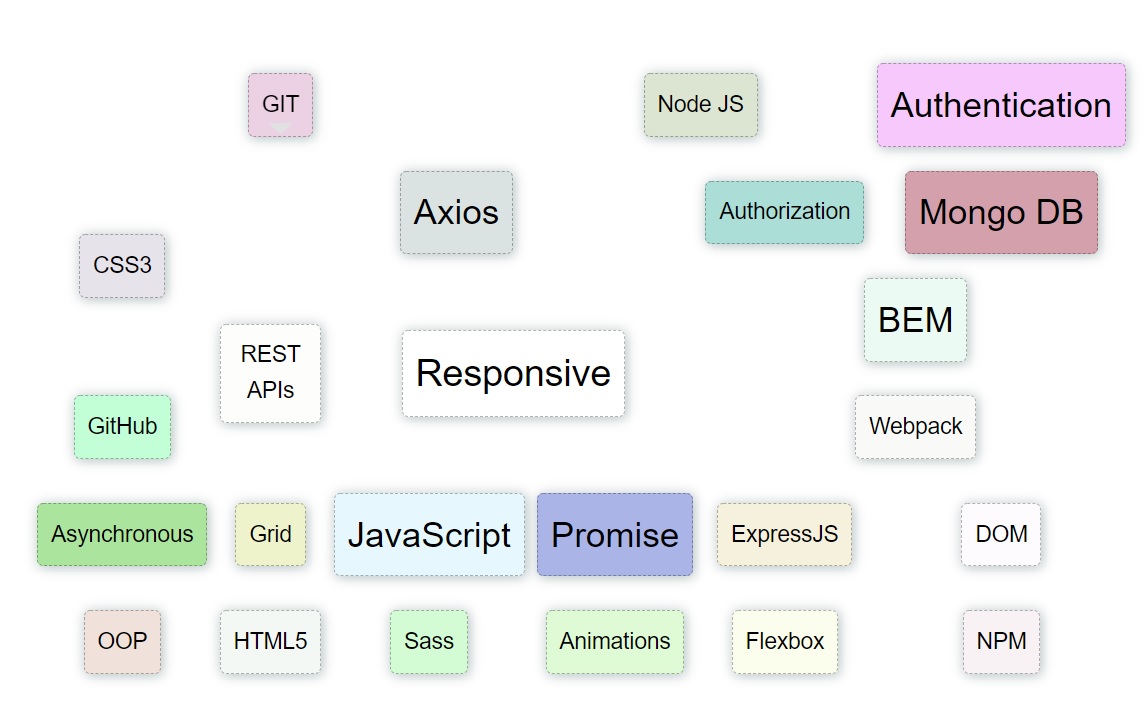 GIT
Node JS
Authentication
Axios
Authorization
Mongo DB
CSS3
BEM
REST
APIs
Responsive
GitHub
Webpack
Asynchronous
Grid
JavaScript
Promise
ExpressJS
DOM
OOP
HTML5
Sass
Animations
Flexbox
NPM